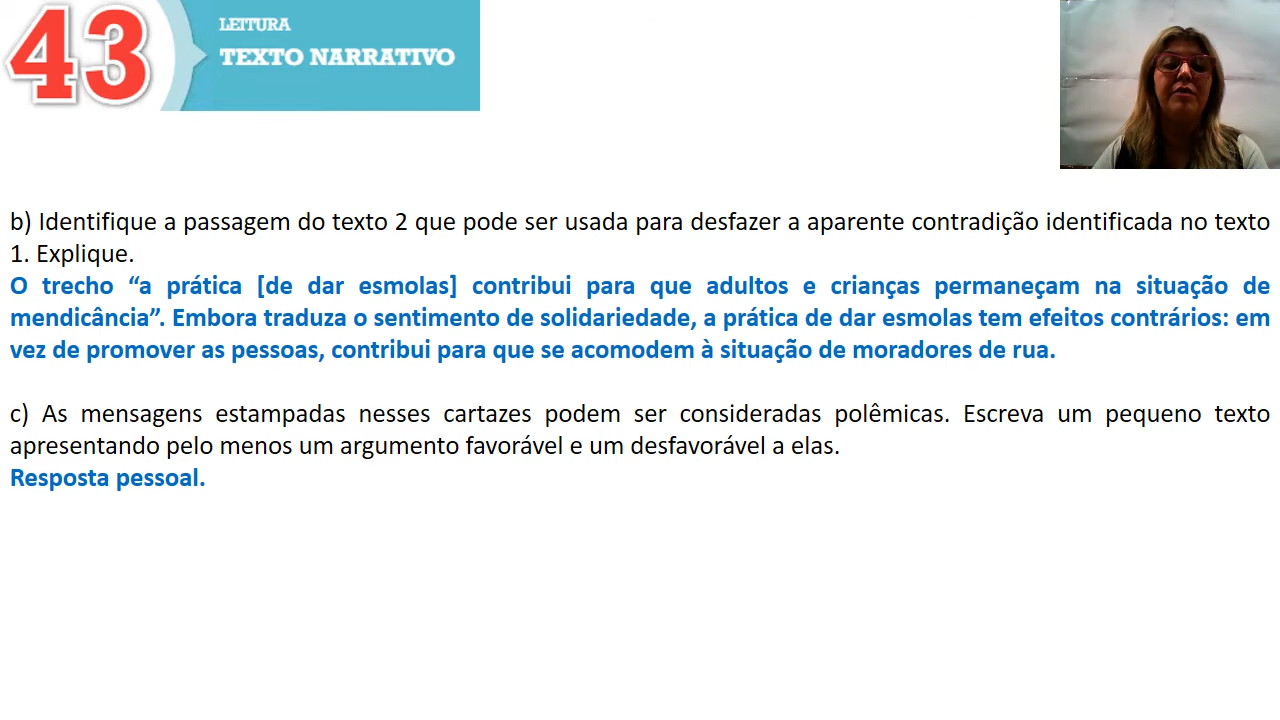 43
LEITURA
TEXTO NARRATIVO
b) Identifique a passagem do texto 2 que pode ser usada para desfazer a aparente contradição identificada no texto
1. Explique.
O trecho “a prática [de dar esmolas] contribui para que adultos e crianças permaneçam na situação de
mendicância”. Embora traduza o sentimento de solidariedade, a prática de dar esmolas tem efeitos contrários: em
vez de promover as pessoas, contribui para que se acomodem à situação de moradores de rua.
c) As mensagens estampadas nesses cartazes podem ser consideradas polêmicas. Escreva um pequeno texto
apresentando pelo menos um argumento favorável e um desfavorável a elas.
Resposta pessoal.